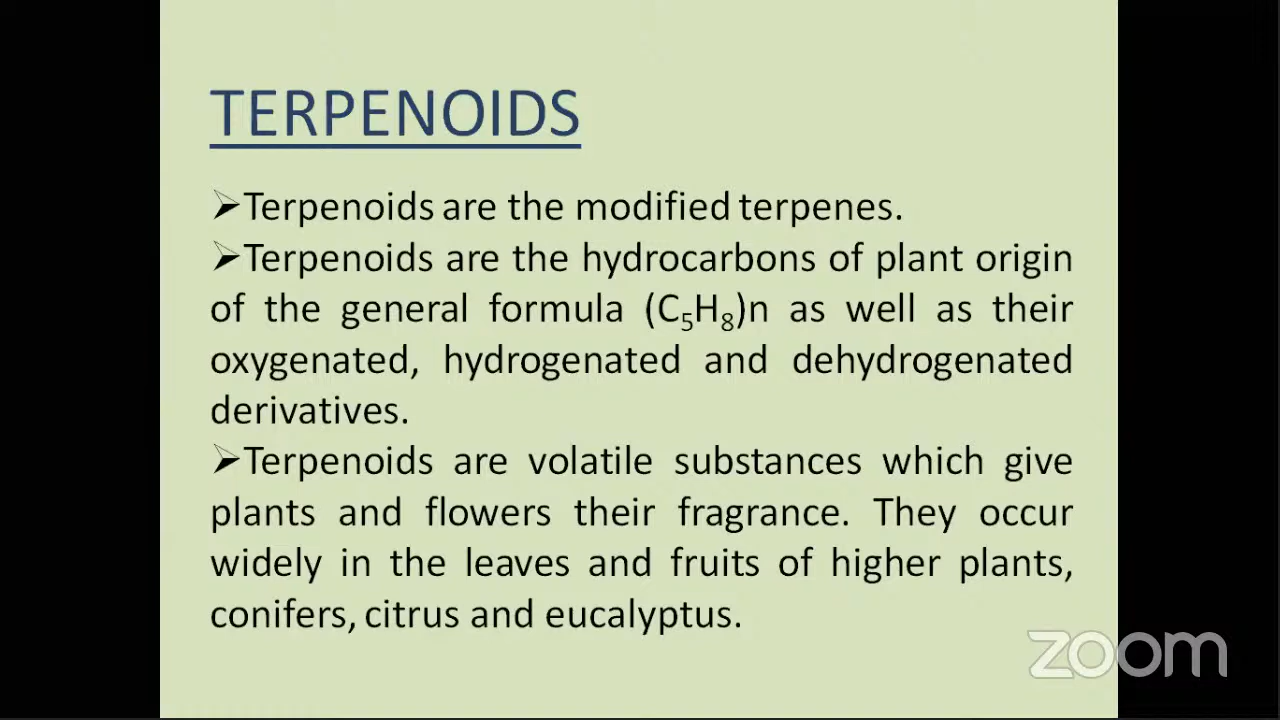 TERPENOIDS
➢Terpenoids are the modified terpenes.
➢Terpenoids are the hydrocarbons of plant origin
of the general formula (C₅H₈)n as well as their
oxygenated, hydrogenated and dehydrogenated
derivatives.
➢Terpenoids are volatile substances which give
plants and flowers their fragrance. They occur
widely in the leaves and fruits of higher plants,
conifers, citrus and eucalyptus.
zoom